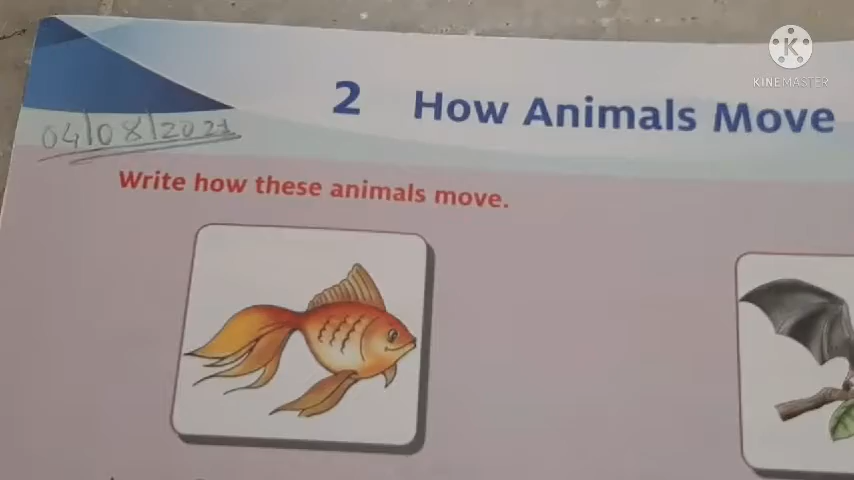 KINEMASTER
2 How Animals Move
04/08/2021
Write how these animals move.